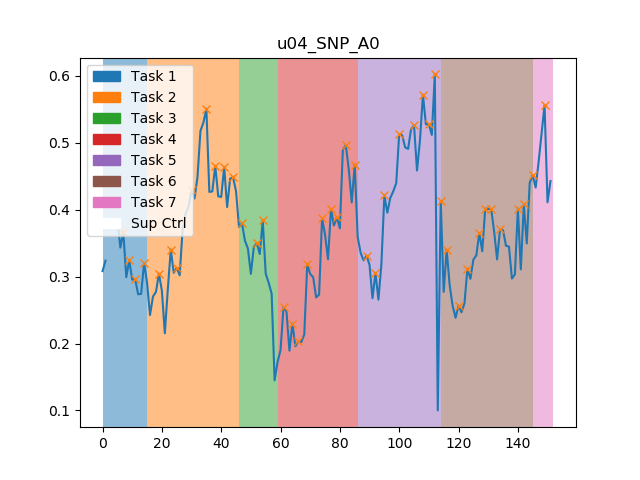 u04_SNP_A0
0.6
0.5
0.4
0.3
0.2
0.1
Task 1
Task 2
Task 3
Task 4
Task 5
Task 6
Task 7
Sup Ctrl
0 20 40 60 80 100 120 140